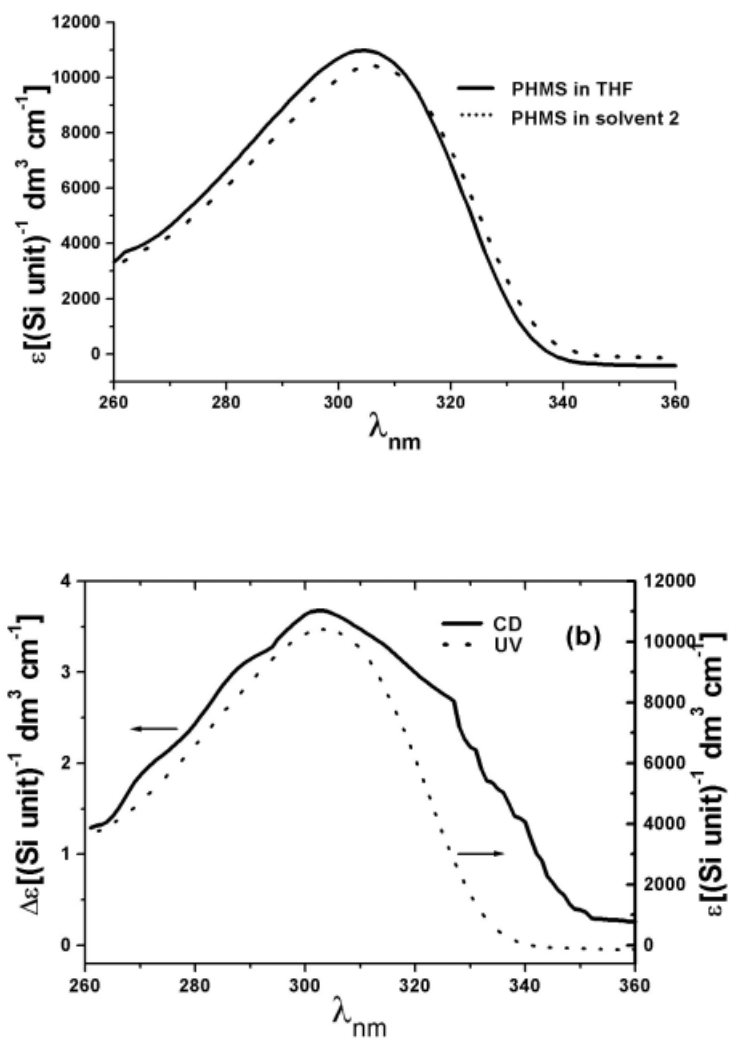 12000
10000
8000
6000
4000
2000
0
ε[(Si unit)⁻¹ dm³ cm⁻¹]
PHMS in THF
PHMS in solvent 2
260 280 300 320 340 360
λnm
4
3
2
1
0
Δε[(Si unit)⁻¹ dm³ cm⁻¹]
CD
UV
(b)
12000
10000
8000
6000
4000
2000
0
ε[(Si unit)⁻¹ dm³ cm⁻¹]
260 280 300 320 340 360
λnm